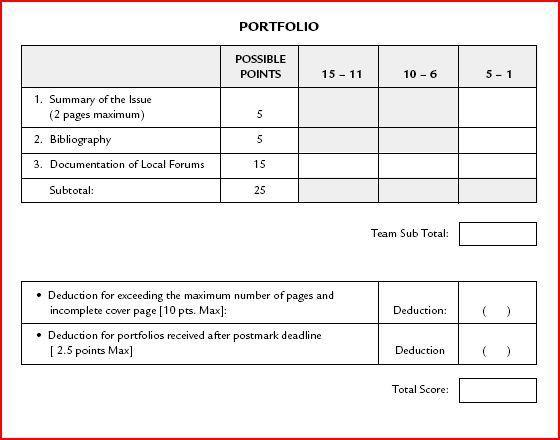 PORTFOLIO
POSSIBLE
POINTS 15 – 11 10 – 6 5 – 1
1. Summary of the Issue
(2 pages maximum) 5
2. Bibliography 5
3. Documentation of Local Forums 15
Subtotal: 25
Team Sub Total:
• Deduction for exceeding the maximum number of pages and
incomplete cover page [10 pts. Max]: Deduction: ( )
• Deduction for portfolios received after postmark deadline
[ 2.5 points Max] Deduction ( )
Total Score: